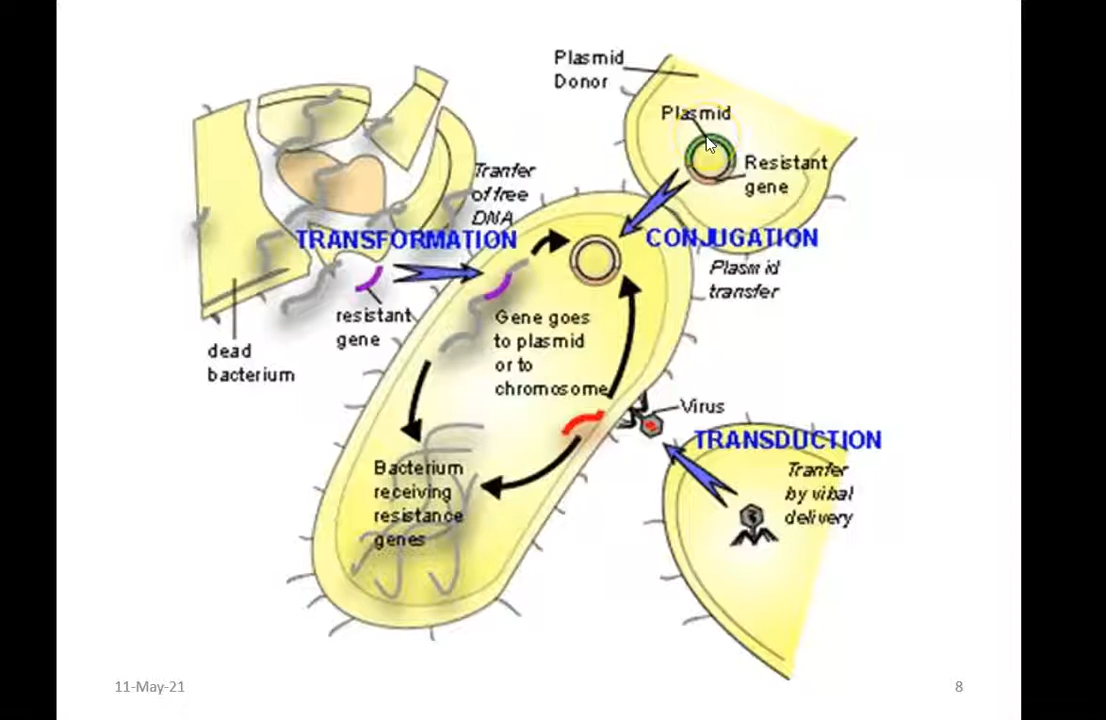 Plasmid
Donor
Plasmid
Resistant
gene
Tranfer
of free
DNA
TRANSFORMATION
CONJUGATION
Plasmid
transfer
resistant
gene
Gene goes
to plasmid
or to
chromosome
dead
bacterium
Virus
TRANSDUCTION
Tranfer
by viral
delivery
Bacterium
receiving
resistance
genes
11-May-21
8